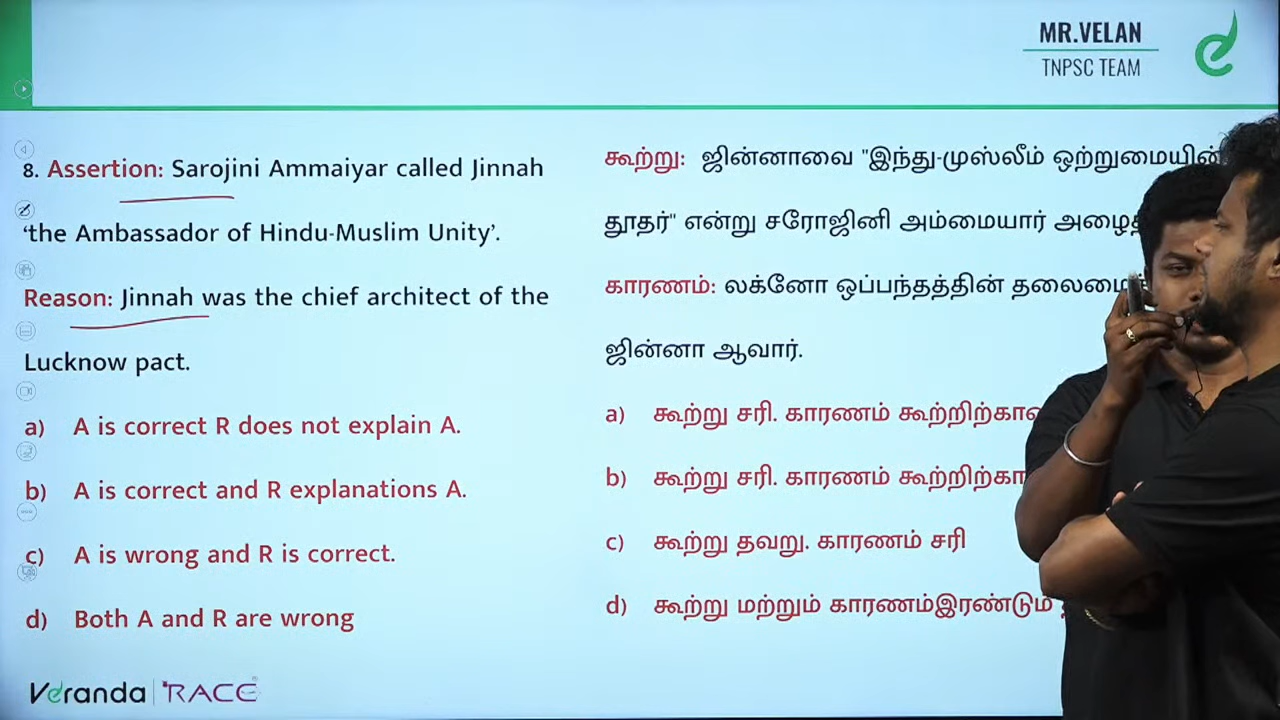 MR.VELAN
TNPSC TEAM
8. Assertion: Sarojini Ammaiyar called Jinnah
‘the Ambassador of Hindu-Muslim Unity’.
Reason: Jinnah was the chief architect of the
Lucknow pact.
a) A is correct R does not explain A.
b) A is correct and R explanations A.
c) A is wrong and R is correct.
d) Both A and R are wrong
கூற்று: ஜின்னாவை "இந்து-முஸ்லீம் ஒற்றுமையின்
தூதர்" என்று சரோஜினி அம்மையார்
காரணம்: லக்னோ ஒப்பந்தத்தின்
ஜின்னா ஆவார்.
a) கூற்று சரி. காரணம்
b) கூற்று சரி. காரணம்
c) கூற்று தவறு. காரணம் சரி
d) கூற்று மற்றும் காரணம்இரண்டும்
Veranda RACE